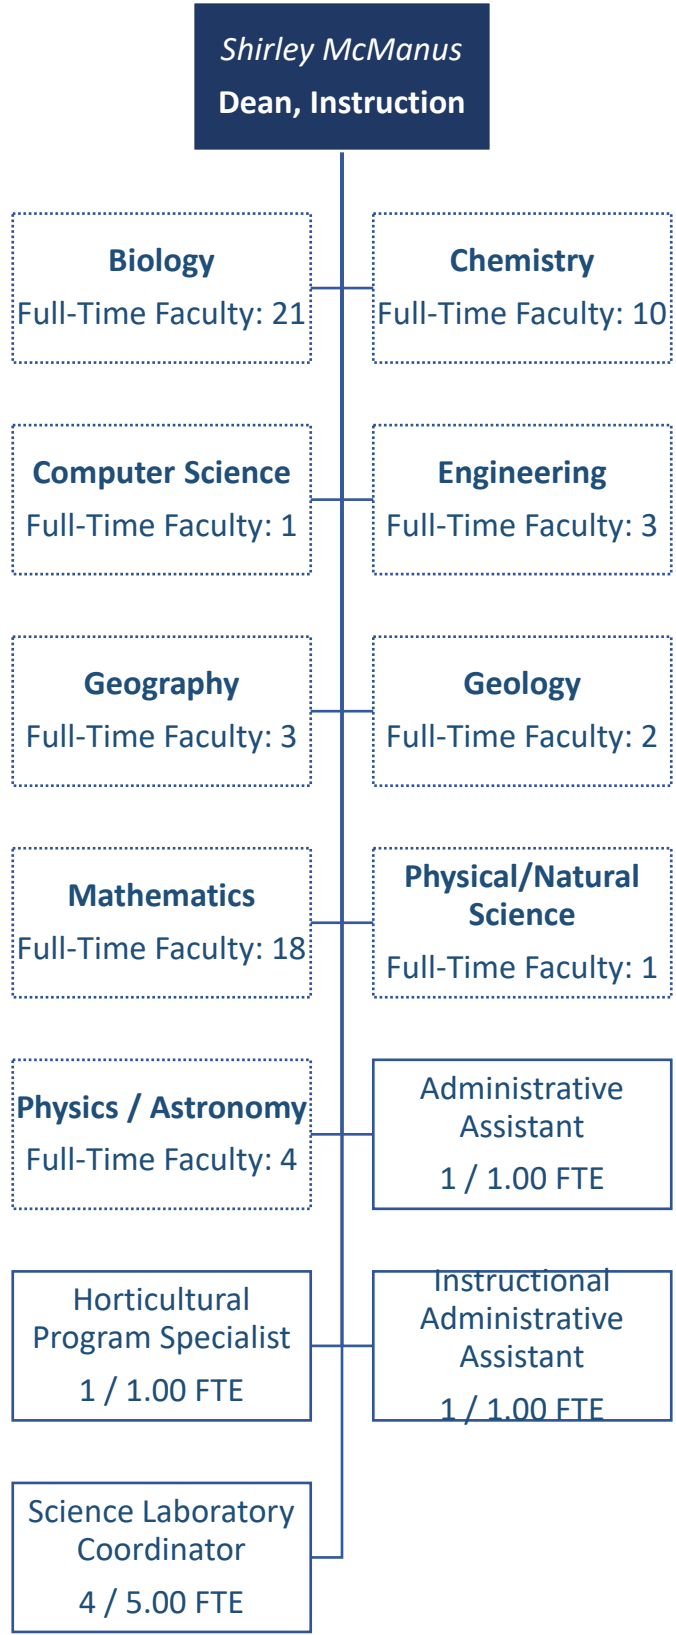 Shirley McManus
Dean, Instruction
Biology
Full-Time Faculty: 21
Chemistry
Full-Time Faculty: 10
Computer Science
Full-Time Faculty: 1
Engineering
Full-Time Faculty: 3
Geography
Full-Time Faculty: 3
Geology
Full-Time Faculty: 2
Mathematics
Full-Time Faculty: 18
Physical/Natural
Science
Full-Time Faculty: 1
Physics / Astronomy
Full-Time Faculty: 4
Administrative
Assistant
1 / 1.00 FTE
Horticultural
Program Specialist
1 / 1.00 FTE
Instructional
Administrative
Assistant
1 / 1.00 FTE
Science Laboratory
Coordinator
4 / 5.00 FTE